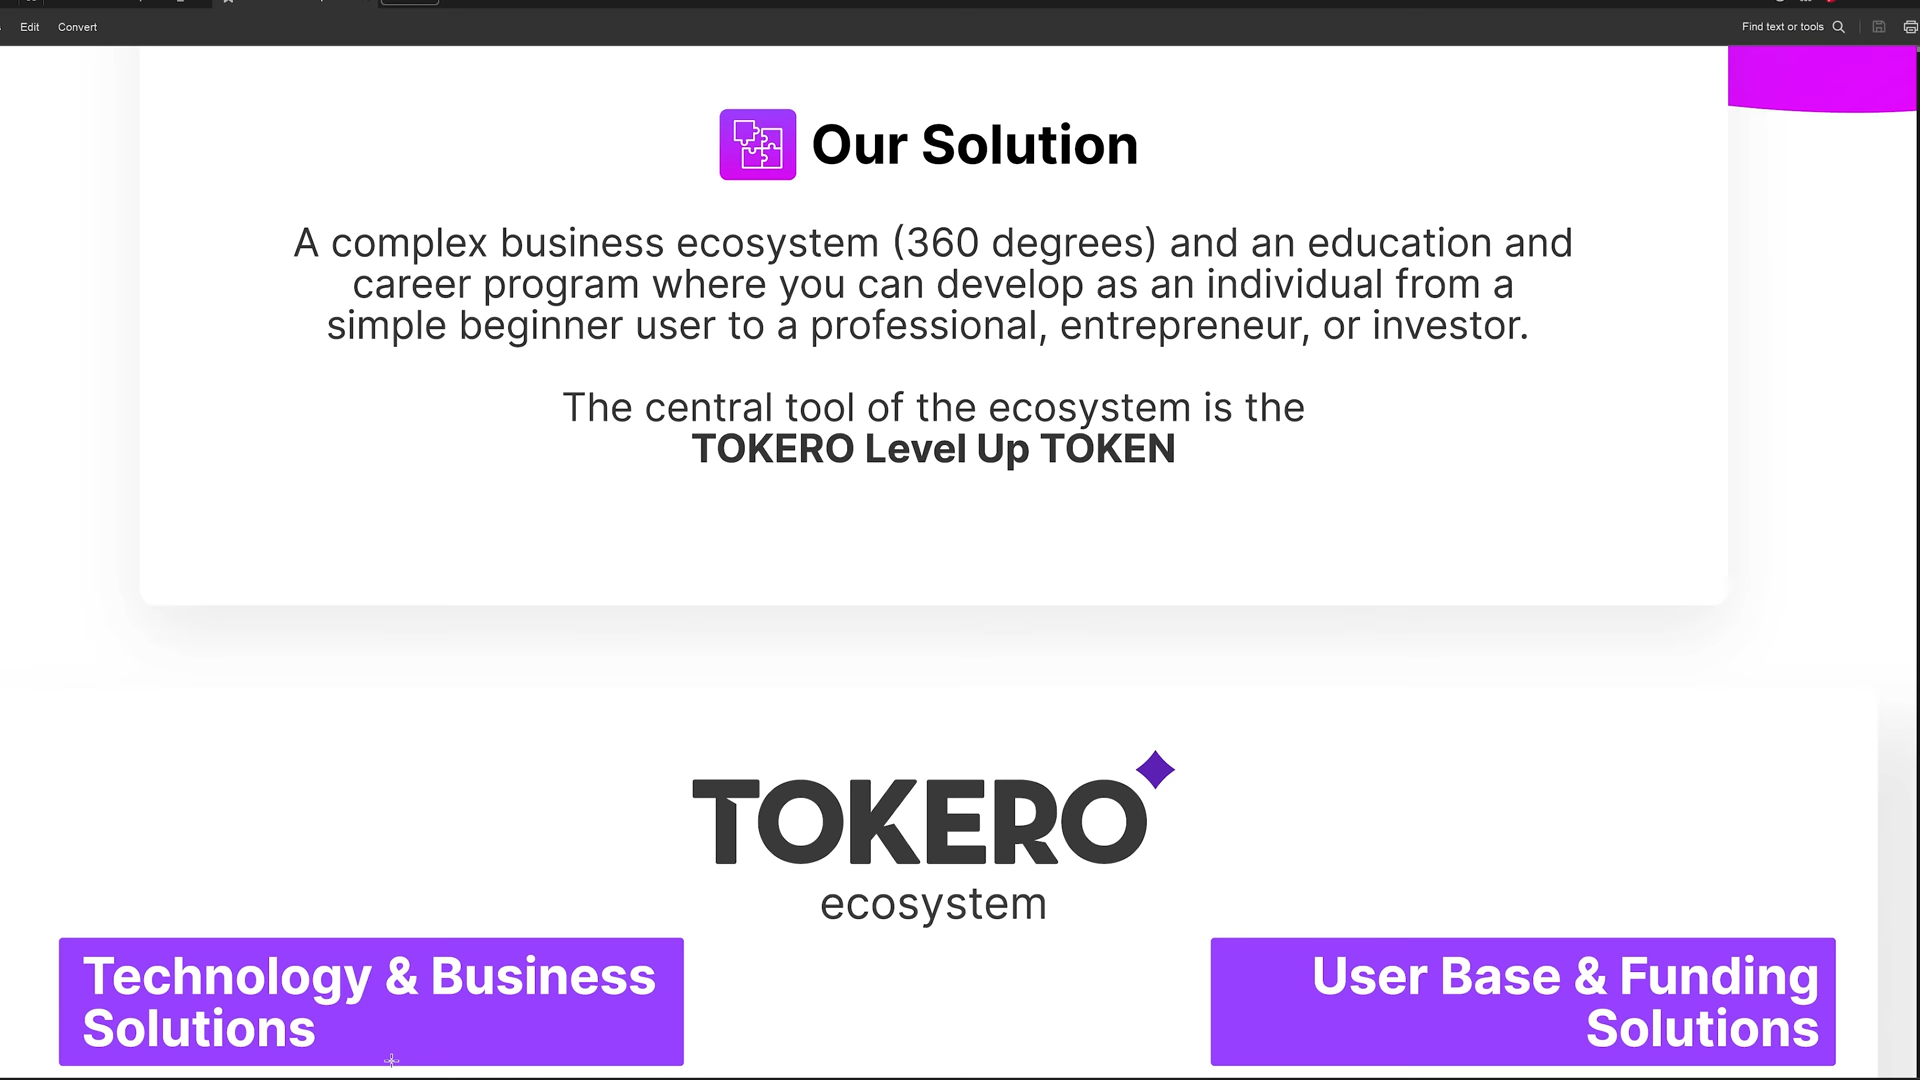 Edit Convert Find text or tools
Our Solution
A complex business ecosystem (360 degrees) and an education and
career program where you can develop as an individual from a
simple beginner user to a professional, entrepreneur, or investor.
The central tool of the ecosystem is the
TOKERO Level Up TOKEN
TOKERO
ecosystem
Technology & Business
Solutions
User Base & Funding
Solutions